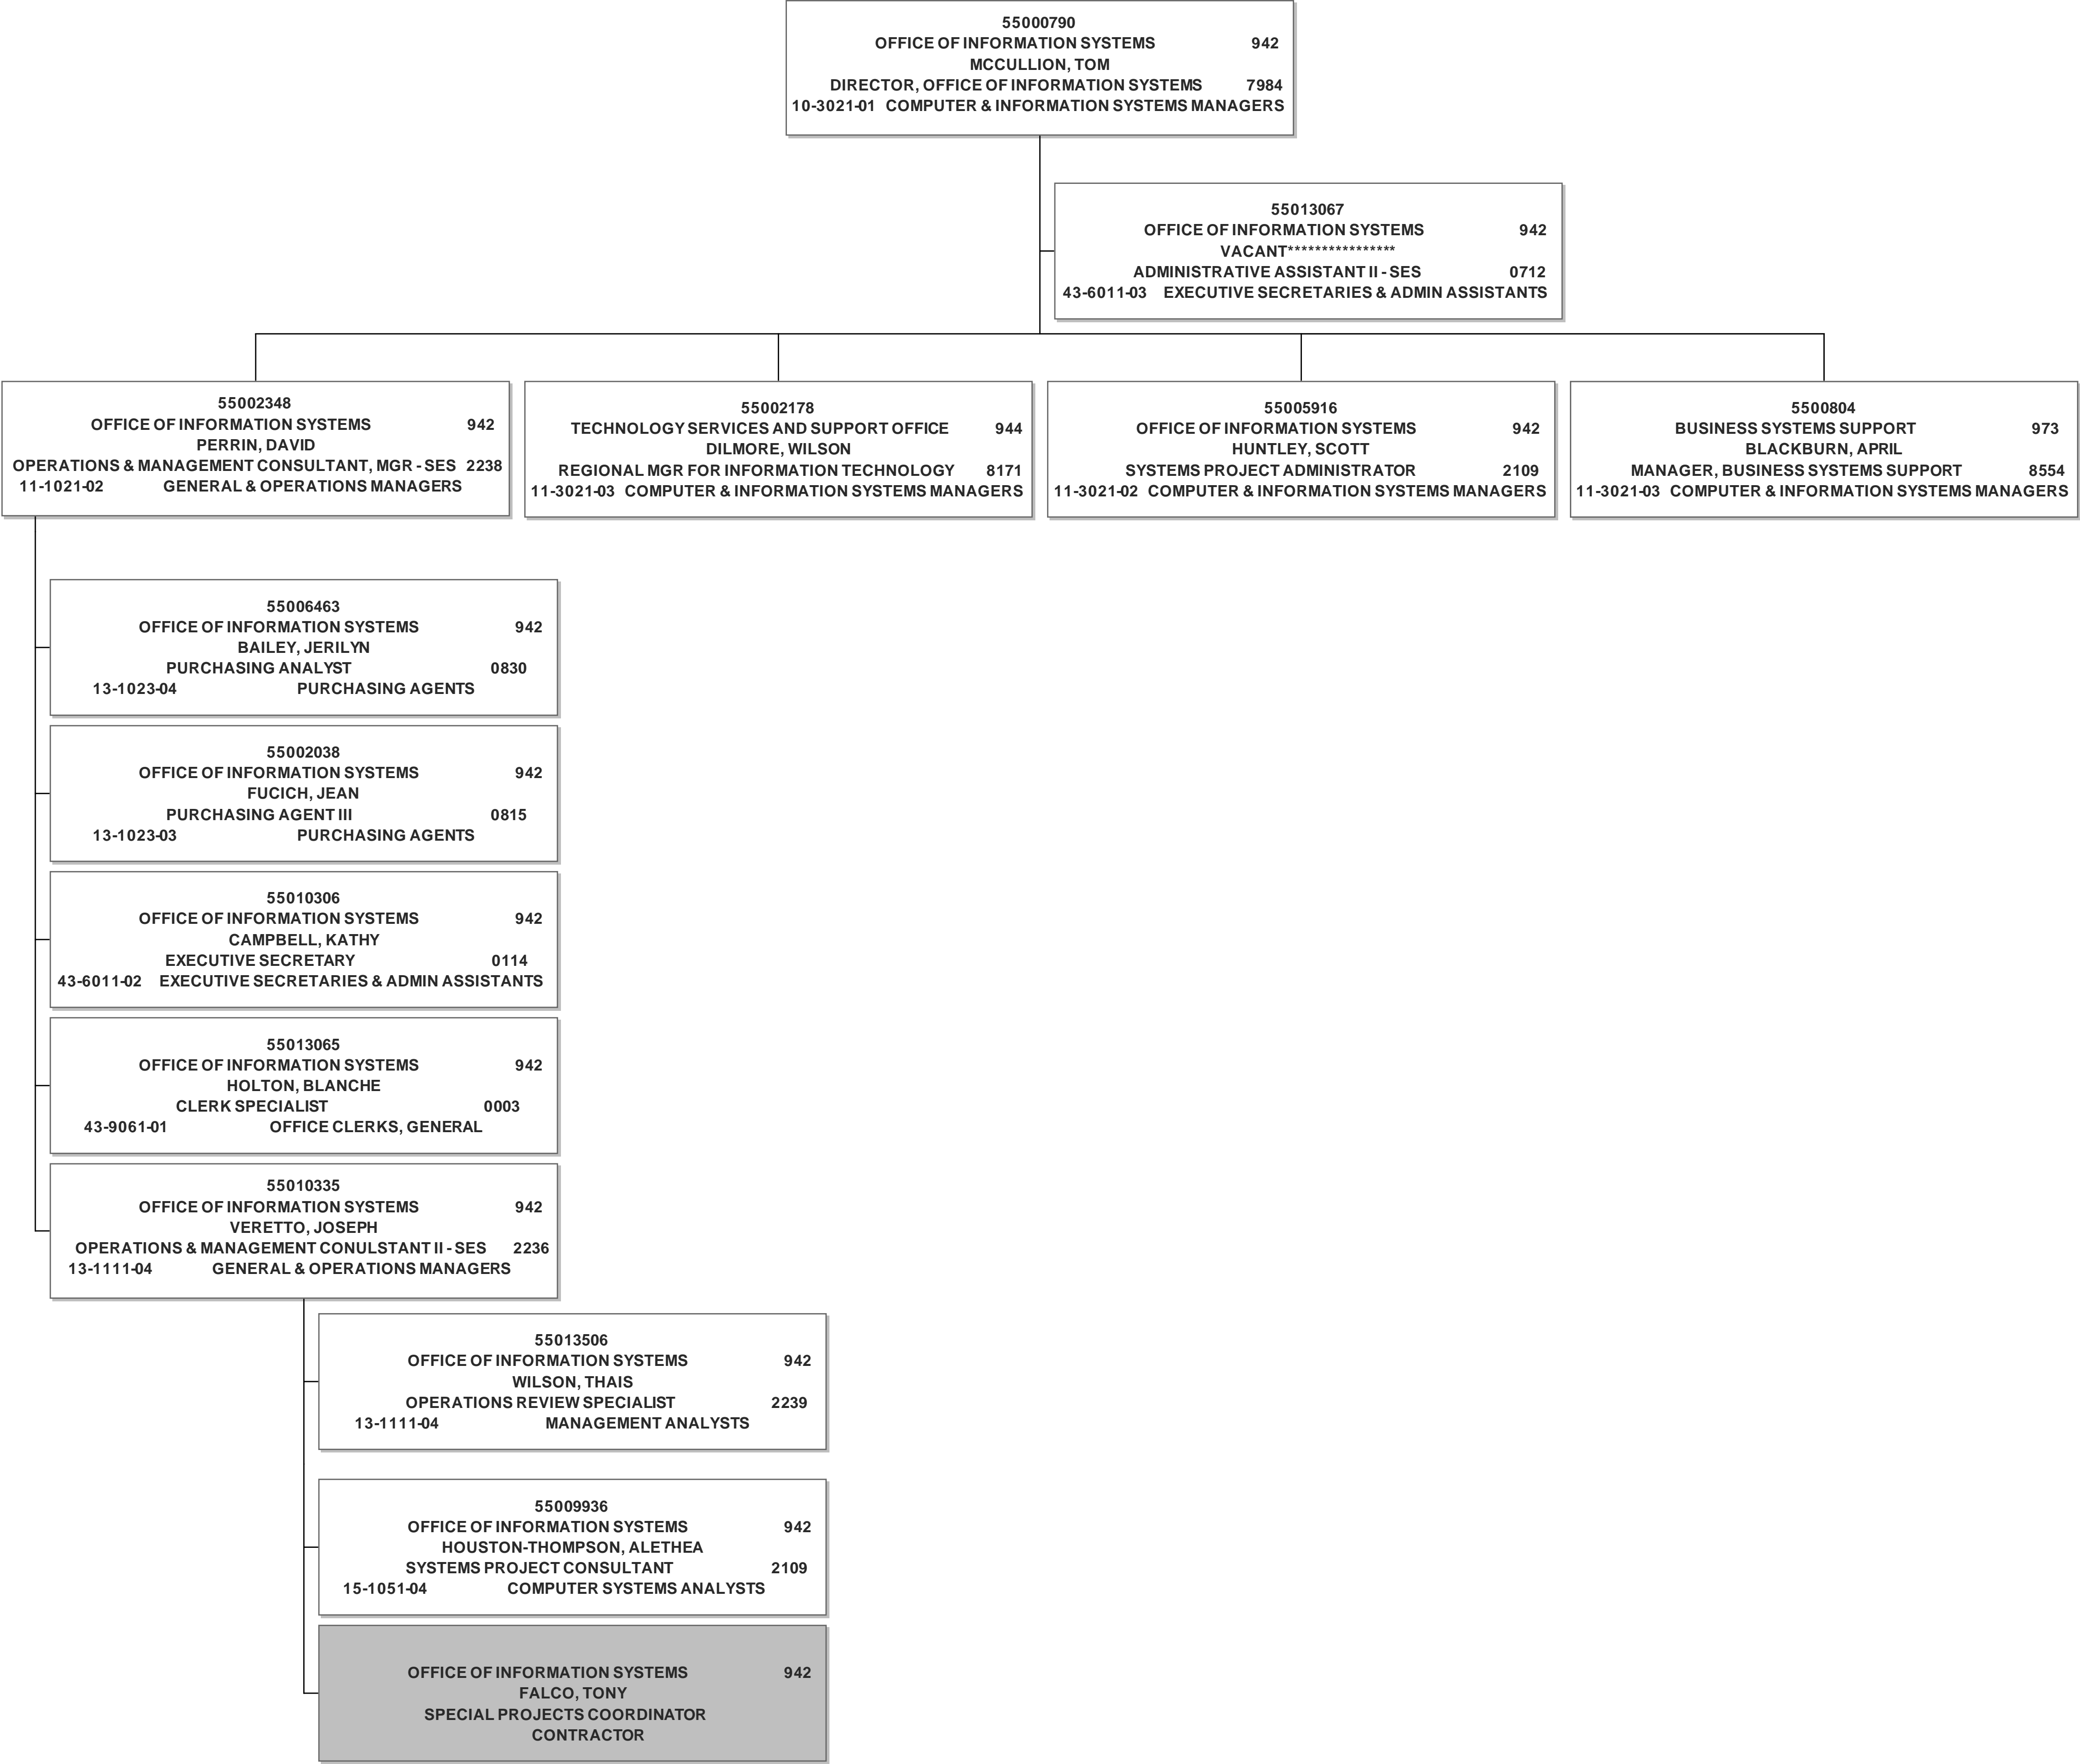 55000790
OFFICE OF INFORMATION SYSTEMS 942
MCCULLION, TOM
DIRECTOR, OFFICE OF INFORMATION SYSTEMS 7984
10-3021-01 COMPUTER & INFORMATION SYSTEMS MANAGERS
55013067
OFFICE OF INFORMATION SYSTEMS 942
VACANT****************
ADMINISTRATIVE ASSISTANT II - SES 0712
43-6011-03 EXECUTIVE SECRETARIES & ADMIN ASSISTANTS
55002348
OFFICE OF INFORMATION SYSTEMS 942
PERRIN, DAVID
OPERATIONS & MANAGEMENT CONSULTANT, MGR - SES 2238
11-1021-02 GENERAL & OPERATIONS MANAGERS
55002178
TECHNOLOGY SERVICES AND SUPPORT OFFICE 944
DILMORE, WILSON
REGIONAL MGR FOR INFORMATION TECHNOLOGY 8171
11-3021-03 COMPUTER & INFORMATION SYSTEMS MANAGERS
55005916
OFFICE OF INFORMATION SYSTEMS 942
HUNTLEY, SCOTT
SYSTEMS PROJECT ADMINISTRATOR 2109
11-3021-02 COMPUTER & INFORMATION SYSTEMS MANAGERS
5500804
BUSINESS SYSTEMS SUPPORT 973
BLACKBURN, APRIL
MANAGER, BUSINESS SYSTEMS SUPPORT 8554
11-3021-03 COMPUTER & INFORMATION SYSTEMS MANAGERS
55006463
OFFICE OF INFORMATION SYSTEMS 942
BAILEY, JERILYN
PURCHASING ANALYST 0830
13-1023-04 PURCHASING AGENTS
55002038
OFFICE OF INFORMATION SYSTEMS 942
FUCICH, JEAN
PURCHASING AGENT III 0815
13-1023-03 PURCHASING AGENTS
55010306
OFFICE OF INFORMATION SYSTEMS 942
CAMPBELL, KATHY
EXECUTIVE SECRETARY 0114
43-6011-02 EXECUTIVE SECRETARIES & ADMIN ASSISTANTS
55013065
OFFICE OF INFORMATION SYSTEMS 942
HOLTON, BLANCHE
CLERK SPECIALIST 0003
43-9061-01 OFFICE CLERKS, GENERAL
55010335
OFFICE OF INFORMATION SYSTEMS 942
VERETTO, JOSEPH
OPERATIONS & MANAGEMENT CONULSTANT II - SES 2236
13-1111-04 GENERAL & OPERATIONS MANAGERS
55013506
OFFICE OF INFORMATION SYSTEMS 942
WILSON, THAIS
OPERATIONS REVIEW SPECIALIST 2239
13-1111-04 MANAGEMENT ANALYSTS
55009936
OFFICE OF INFORMATION SYSTEMS 942
HOUSTON-THOMPSON, ALETHEA
SYSTEMS PROJECT CONSULTANT 2109
15-1051-04 COMPUTER SYSTEMS ANALYSTS
OFFICE OF INFORMATION SYSTEMS 942
FALCO, TONY
SPECIAL PROJECTS COORDINATOR
CONTRACTOR